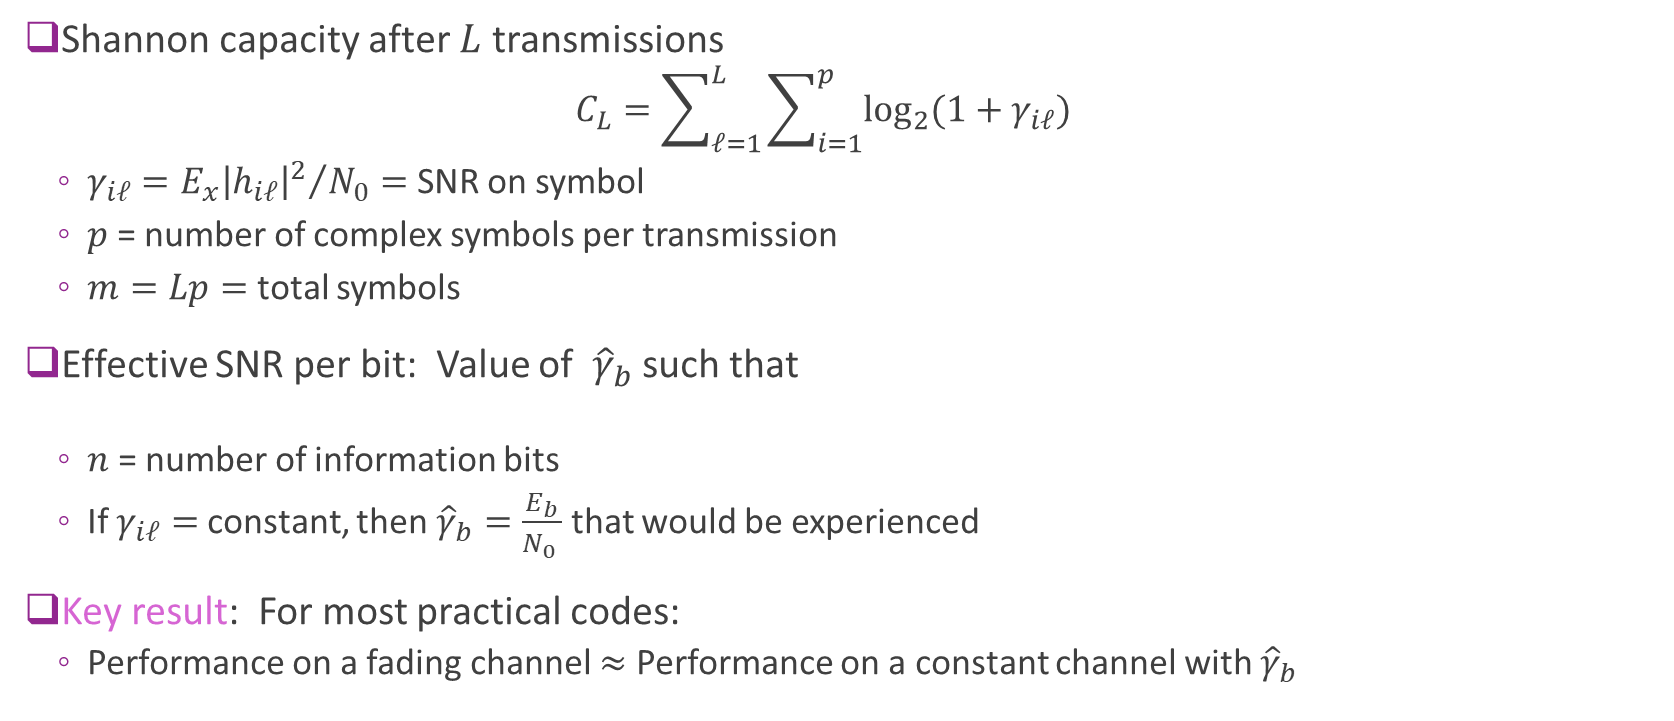 ❑Shannon capacity after 𝐿 transmissions
𝐶_𝐿 = ∑_{ℓ=1}^{𝐿} ∑_{𝑖=1}^{𝑝} log₂(1 + 𝛾_{𝑖ℓ})
◦ 𝛾_{𝑖ℓ} = 𝐸_𝑥|ℎ_{𝑖ℓ}|²/𝑁₀ = SNR on symbol
◦ 𝑝 = number of complex symbols per transmission
◦ 𝑚 = 𝐿𝑝 = total symbols
❑Effective SNR per bit: Value of 𝛾̂_𝑏 such that
◦ 𝑛 = number of information bits
◦ If 𝛾_{𝑖ℓ} = constant, then 𝛾̂_𝑏 = 𝐸_𝑏/𝑁₀ that would be experienced
❑Key result: For most practical codes:
◦ Performance on a fading channel ≈ Performance on a constant channel with 𝛾̂_𝑏